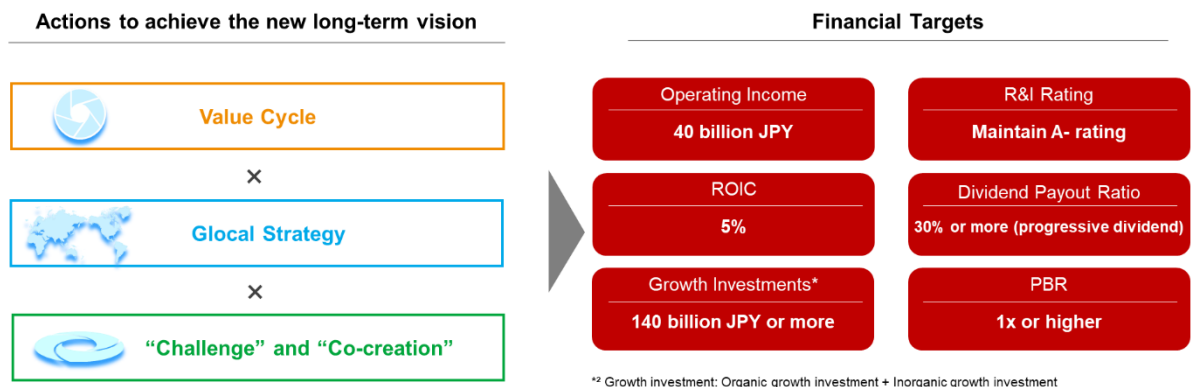 Actions to achieve the new long-term vision
Value Cycle
×
Glocal Strategy
×
“Challenge” and “Co-creation”
Financial Targets
Operating Income
40 billion JPY
R&I Rating
Maintain A- rating
ROIC
5%
Dividend Payout Ratio
30% or more (progressive dividend)
Growth Investments*
140 billion JPY or more
PBR
1x or higher
*² Growth investment: Organic growth investment + Inorganic growth investment